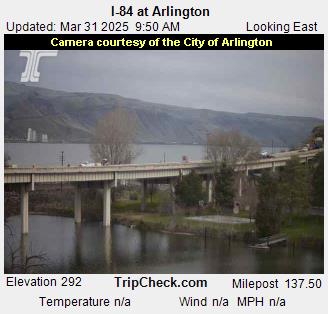 I-84 at Arlington
Updated: Mar 31 2025 9:50 AM Looking East
Camera courtesy of the City of Arlington
Elevation 292 TripCheck.com Milepost 137.50
Temperature n/a Wind n/a MPH n/a